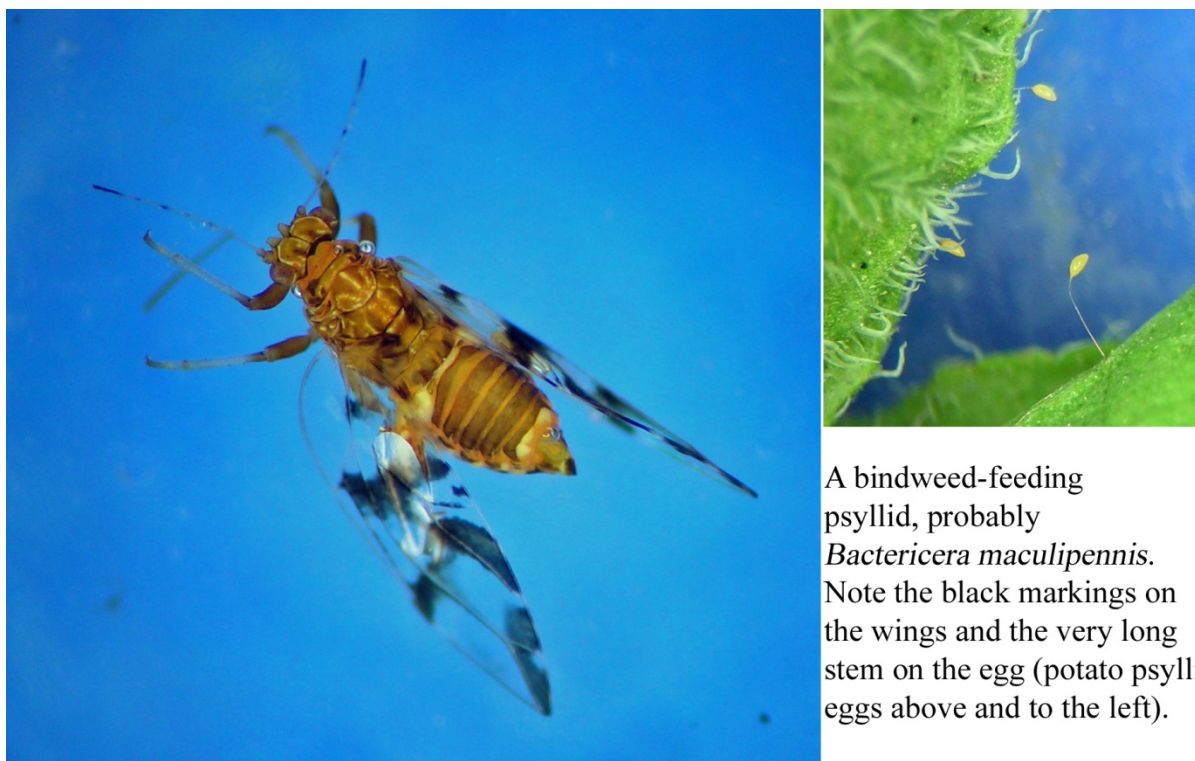 A bindweed-feeding
psyllid, probably
Bactericera maculipennis.
Note the black markings on
the wings and the very long
stem on the egg (potato psyll
eggs above and to the left).